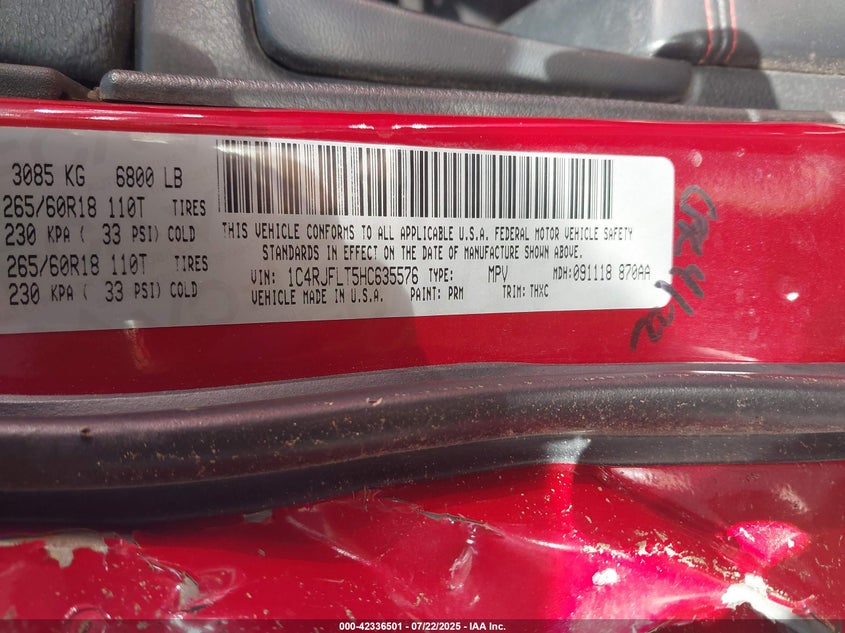 3085 KG 6800 LB
265/60R18 110T TIRES
230 KPA ( 33 PSI) COLD
265/60R18 110T TIRES
230 KPA ( 33 PSI) COLD
THIS VEHICLE CONFORMS TO ALL APPLICABLE U.S.A. FEDERAL MOTOR VEHICLE SAFETY
STANDARDS IN EFFECT ON THE DATE OF MANUFACTURE SHOWN ABOVE.
VIN: 1C4RJFLT5HC635576 TYPE: MPV MDH: 091118 870AA
VEHICLE MADE IN U.S.A. PAINT: PRM TRIM: THXC
000-42336501 - 07/22/2025 - IAA Inc.